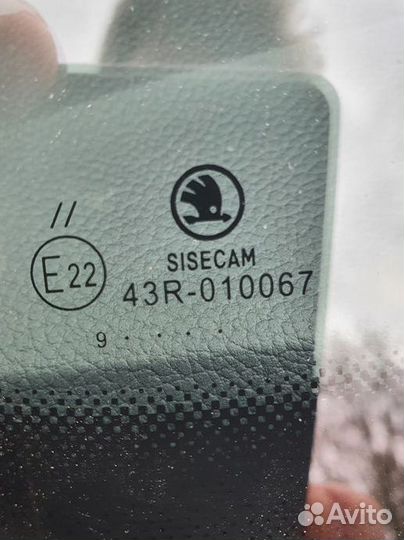 //
SISECAM
E22
43R-010067
9 . . . .
Avito